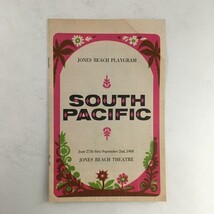 JONES BEACH PLAYGRAM
SOUTH
PACIFIC
June 27th thru September 2nd, 1968
JONES BEACH THEATRE